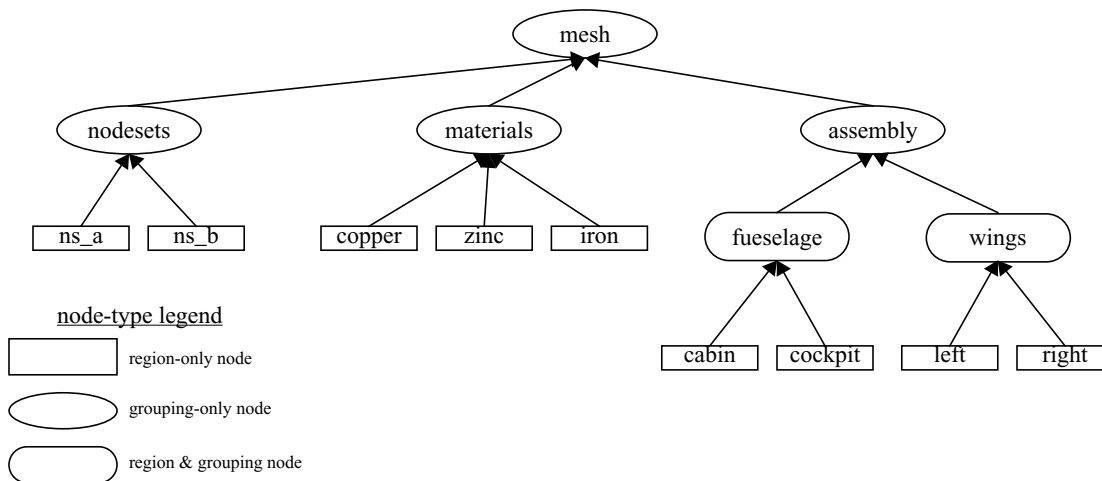 mesh
nodesets materials assembly
ns_a ns_b copper zinc iron fueselage wings
node-type legend
cabin cockpit left right
region-only node
grouping-only node
region & grouping node